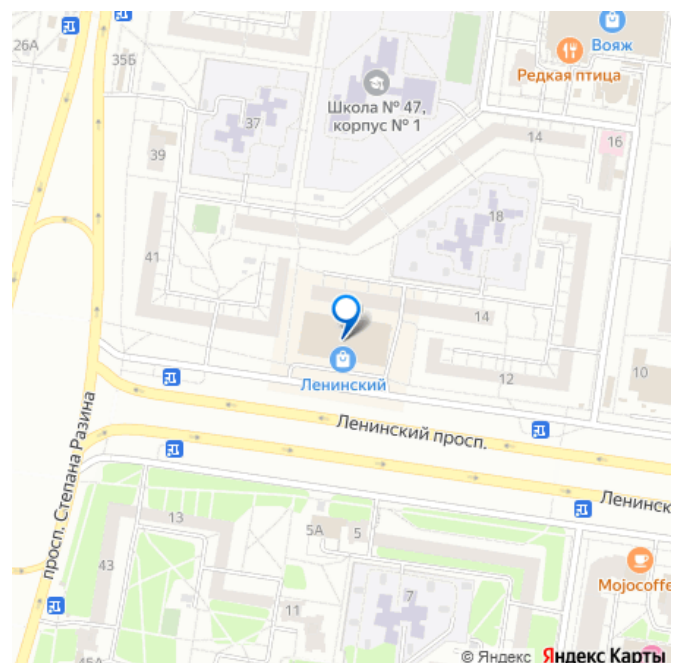 26А
35Б
Вояж
Редкая птица
Школа № 47,
корпус № 1
37
14
16
39
18
41
14
Ленинский
12
10
Ленинский просп.
просп. Степана Разина
Ленинск
13
5А
5
43
Mojocoffe
7
11
45А
© Яндекс Яндекс Карты